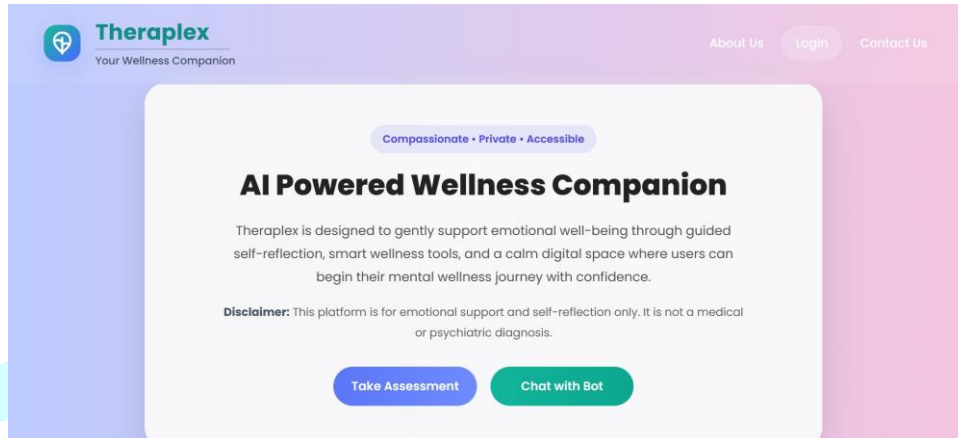 Theraplex
Your Wellness Companion
About Us
Login
Contact Us
Compassionate • Private • Accessible
AI Powered Wellness Companion
Theraplex is designed to gently support emotional well-being through guided
self-reflection, smart wellness tools, and a calm digital space where users can
begin their mental wellness journey with confidence.
Disclaimer: This platform is for emotional support and self-reflection only. It is not a medical
or psychiatric diagnosis.
Take Assessment
Chat with Bot